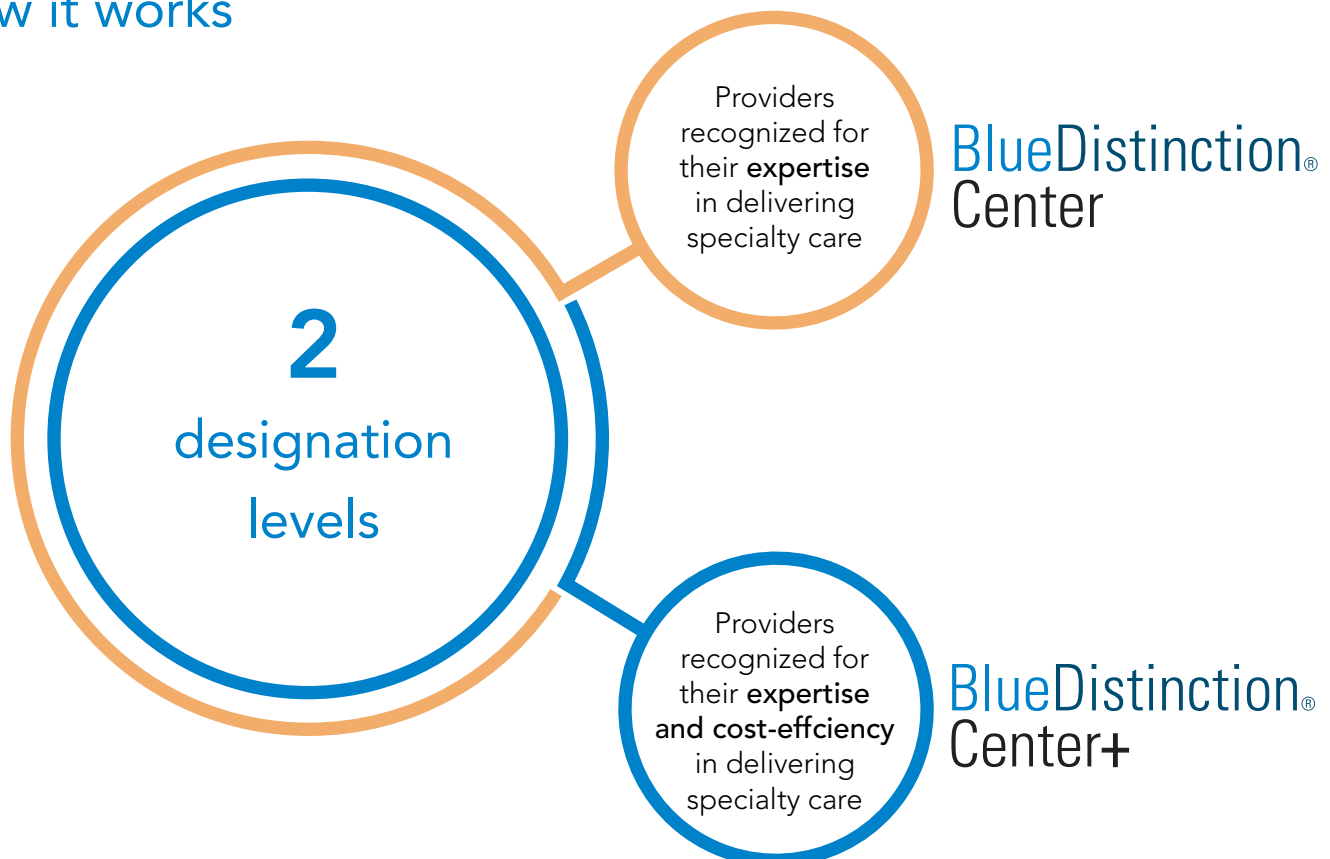 w it works
Providers
recognized for
their expertise
in delivering
specialty care
BlueDistinction®
Center
2
designation
levels
Providers
recognized for
their expertise
and cost-effciency
in delivering
specialty care
BlueDistinction®
Center+